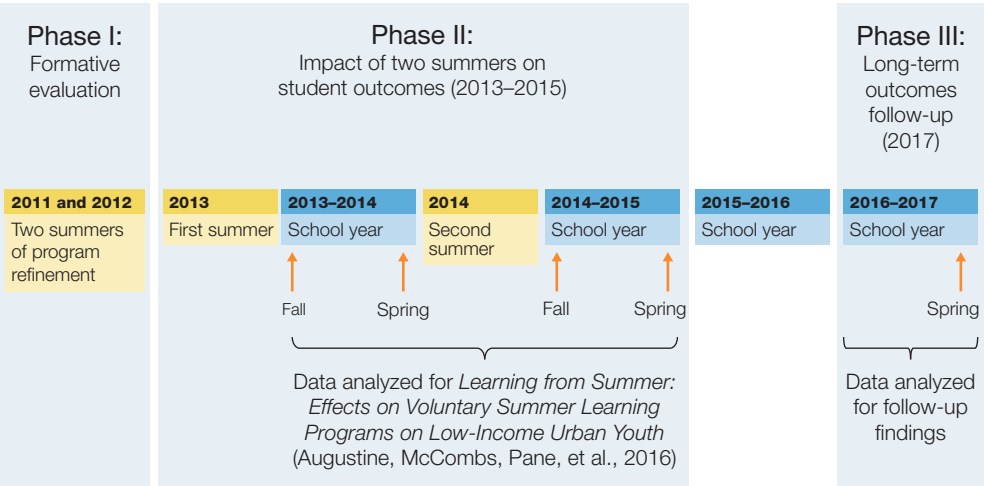 Phase I:
Formative
evaluation
Phase II:
Impact of two summers on
student outcomes (2013–2015)
Phase III:
Long-term
outcomes
follow-up
(2017)
2011 and 2012
Two summers
of program
refinement
2013
First summer
2013–2014
School year
2014
Second
summer
2014–2015
School year
2015–2016
School year
2016–2017
School year
Fall
Spring
Fall
Spring
Spring
Data analyzed for Learning from Summer:
Effects on Voluntary Summer Learning
Programs on Low-Income Urban Youth
(Augustine, McCombs, Pane, et al., 2016)
Data analyzed
for follow-up
findings